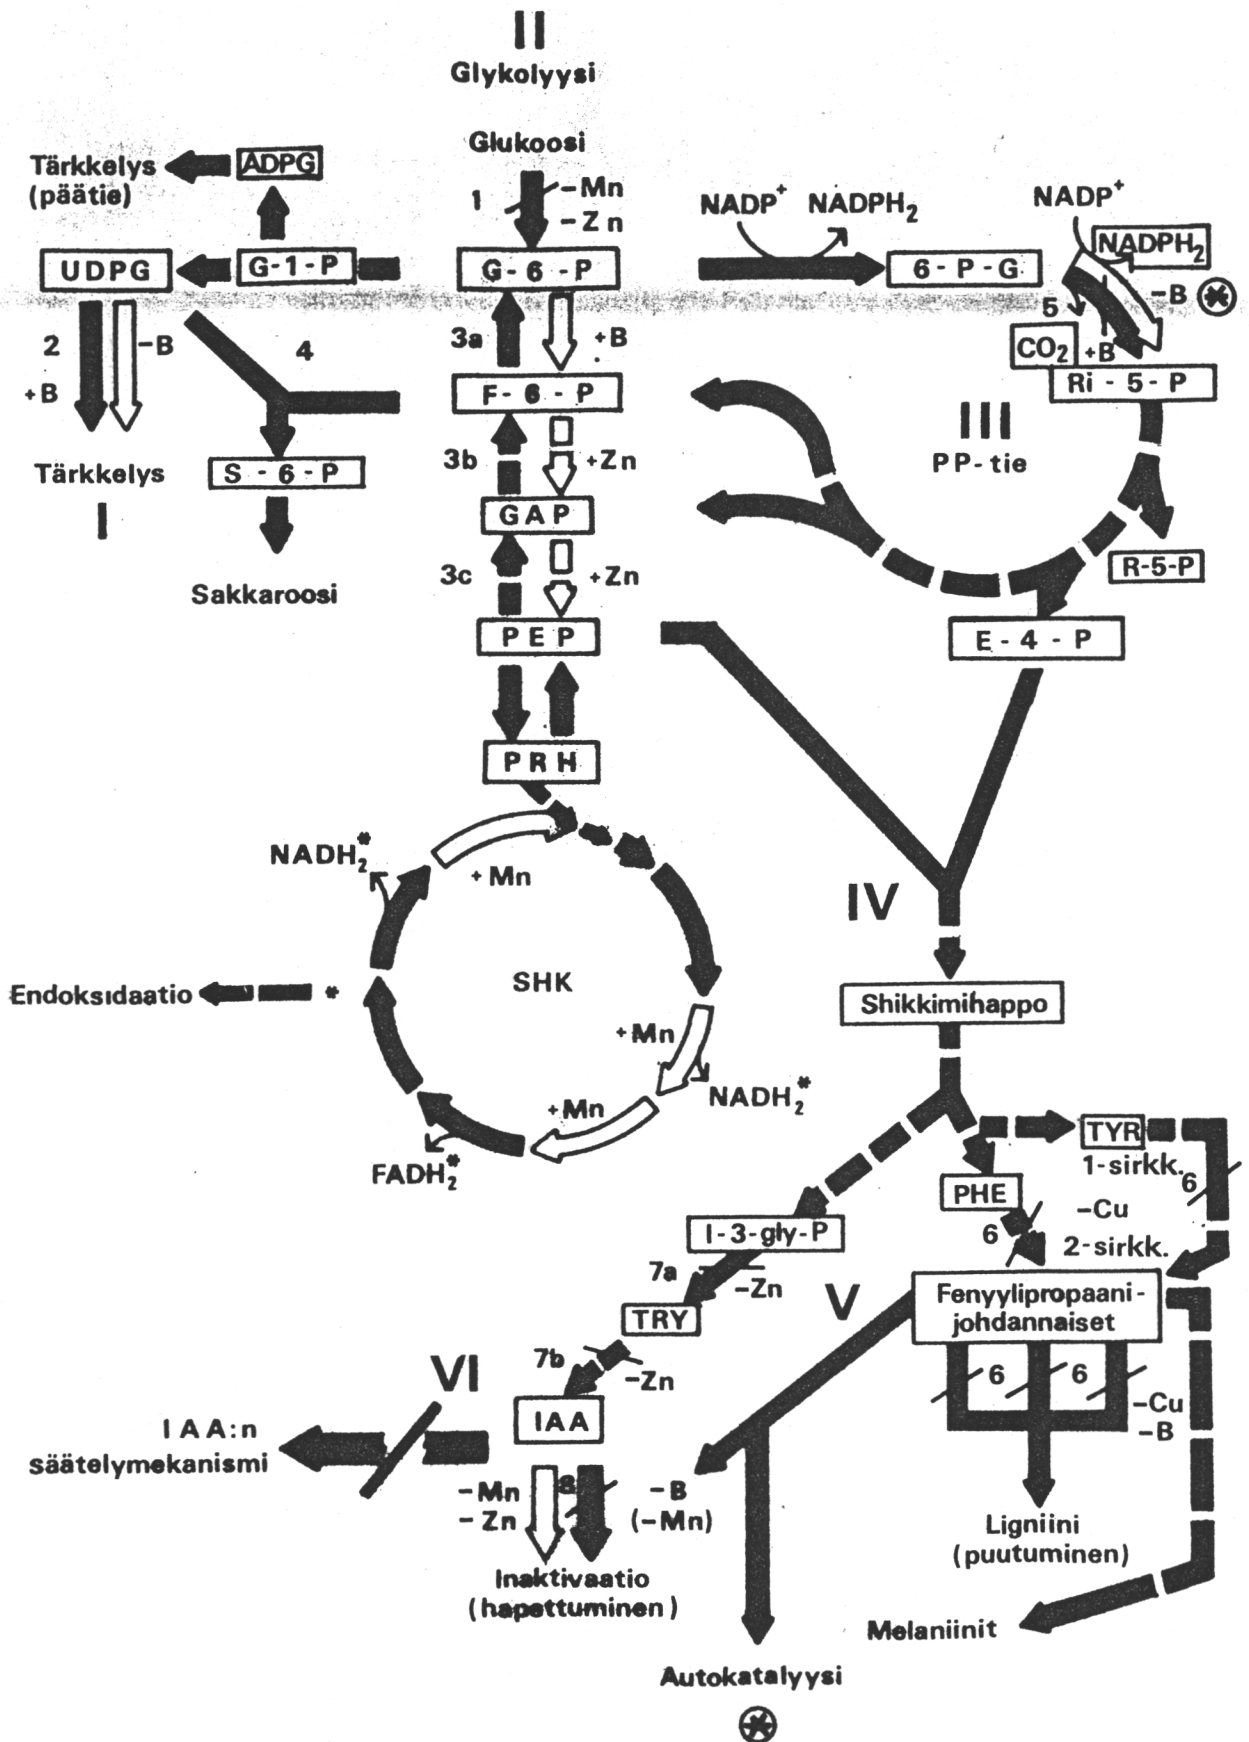 II
Glykolyysi
Glukoosi
1
-Mn
-Zn
Tärkkelys
(päätie)
ADPG
UDPG
G-1-P
G-6-P
NADP+
NADPH2
6-P-G
NADP+
NADPH2
-B
5
CO2
+B
Ri-5-P
2
+B
-B
4
3a
+B
F-6-P
III
PP-tie
Tärkkelys
I
S-6-P
Sakkaroosi
3b
+Zn
GAP
3c
+Zn
R-5-P
PEP
E-4-P
PRH
NADH2*
+Mn
SHK
Endoksidaatio
*
+Mn
NADH2*
+Mn
FADH2*
IV
Shikkimihappo
TYR
1-sirkk.
6
PHE
-Cu
6
2-sirkk.
I-3-gly-P
7a
-Zn
TRY
V
Fenyylipropaani-
johdannaiset
7b
-Zn
6
6
-Cu
-B
VI
IAA
IAA:n
säätelymekanismi
-Mn
-Zn
8
-B
(-Mn)
Inaktivaatio
(hapettuminen)
Ligniini
(puutuminen)
Melaniinit
Autokatalyysi